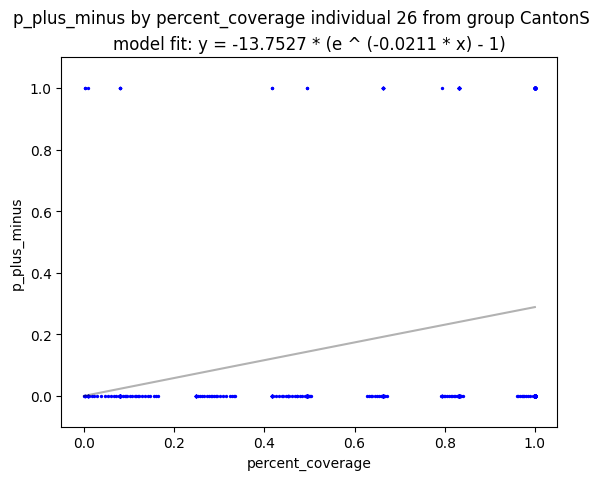 p_plus_minus by percent_coverage individual 26 from group CantonS
model fit: y = -13.7527 * (e ^ (-0.0211 * x) - 1)
1.0
0.8
0.6
0.4
0.2
0.0
p_plus_minus
0.0 0.2 0.4 0.6 0.8 1.0
percent_coverage